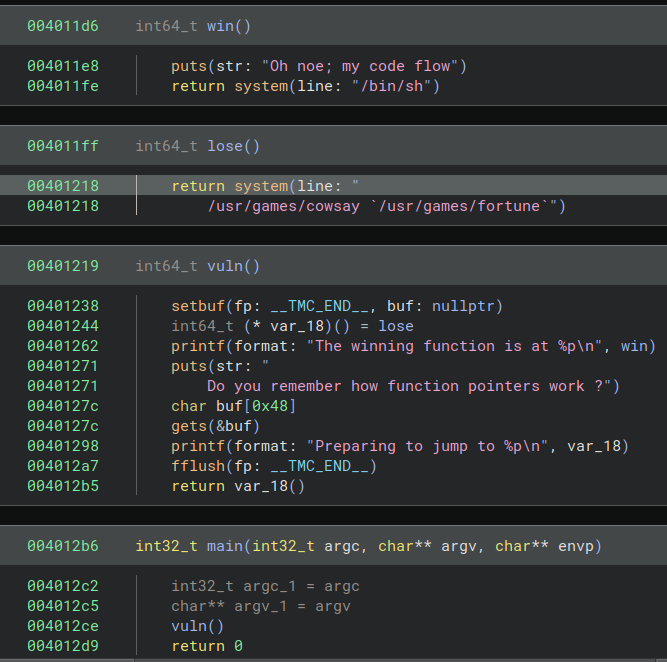 004011d6 int64_t win()
004011e8 puts(str: "Oh noe; my code flow")
004011fe return system(line: "/bin/sh")
004011ff int64_t lose()
00401218 return system(line: "
00401218 /usr/games/cowsay `/usr/games/fortune`")
00401219 int64_t vuln()
00401238 setbuf(fp: __TMC_END__, buf: nullptr)
00401244 int64_t (* var_18)() = lose
00401262 printf(format: "The winning function is at %p\n", win)
00401271 puts(str: "
00401271 Do you remember how function pointers work ?")
0040127c char buf[0x48]
0040127c gets(&buf)
00401298 printf(format: "Preparing to jump to %p\n", var_18)
004012a7 fflush(fp: __TMC_END__)
004012b5 return var_18()
004012b6 int32_t main(int32_t argc, char** argv, char** envp)
004012c2 int32_t argc_1 = argc
004012c5 char** argv_1 = argv
004012ce vuln()
004012d9 return 0